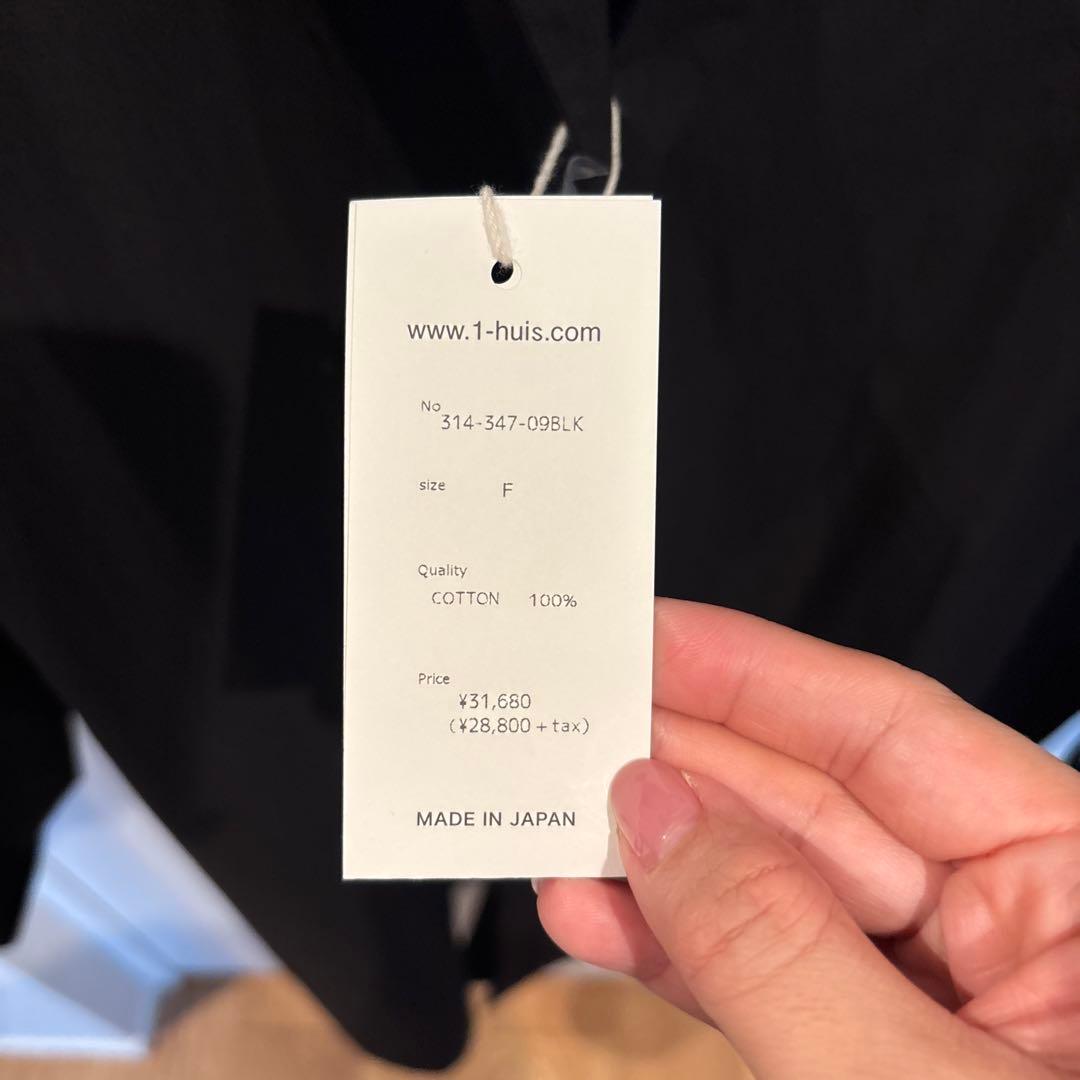 www.1-huis.com
No
314-347-09BLK
size F
Quality
COTTON 100%
Price
¥31,680
(¥28,800+tax)
MADE IN JAPAN